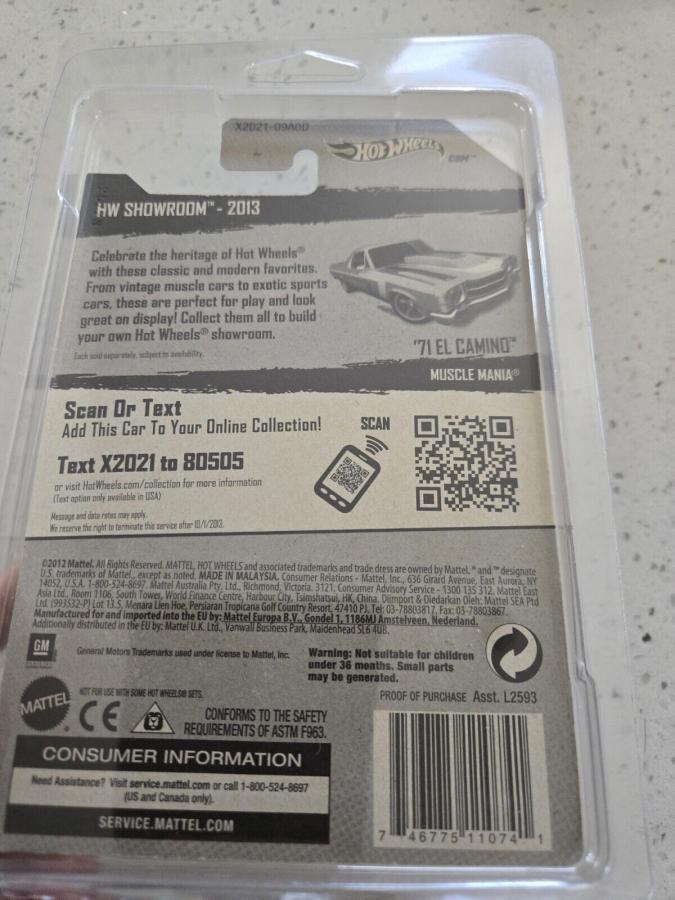 X2021-09A0D
HOT WHEELS
.COM™
HW SHOWROOM™ - 2013
Celebrate the heritage of Hot Wheels®
with these classic and modern favorites.
From vintage muscle cars to exotic sports
cars, these are perfect for play and look
great on display! Collect them all to build
your own Hot Wheels® showroom.
Each sold separately, subject to availability.
'71 EL CAMINO™
MUSCLE MANIA®
Scan Or Text
Add This Car To Your Online Collection!
SCAN
Text X2021 to 80505
or visit HotWheels.com/collection for more information
(Text option only available in USA)
Message and data rates may apply.
We reserve the right to terminate this service after 10/1/2013.
©2012 Mattel. All Rights Reserved. MATTEL, HOT WHEELS and associated trademarks and trade dress are owned by Mattel. ® and ™ designate
U.S. trademarks of Mattel, except as noted. MADE IN MALAYSIA. Consumer Relations - Mattel, Inc., 636 Girard Avenue, East Aurora, NY
14052, U.S.A. 1-800-524-8697. Mattel Australia Pty., Ltd., Richmond, Victoria. 3121. Consumer Advisory Service - 1300 135 312. Mattel East
Asia Ltd., Room 1106, South Tower, World Finance Centre, Harbour City, Tsimshatsui, HK, China. Diimport & Diedarkan Oleh: Mattel SEA Ptd
Ltd. (993532-P) Lot 13.5, Menara Lien Hoe, Persiaran Tropicana Golf Country Resort, 47410 PJ. Tel: 03-78803817, Fax: 03-78803867.
Manufactured for and imported into the EU by: Mattel Europa B.V., Gondel 1, 1186MJ Amstelveen, Nederland.
Additionally distributed in the EU by: Mattel U.K. Ltd., Vanwall Business Park, Maidenhead SL6 4UB.
GM
General Motors Trademarks used under license to Mattel, Inc.
Warning: Not suitable for children
under 36 months. Small parts
may be generated.
PROOF OF PURCHASE Asst. L2593
MATTEL
NOT FOR USE WITH SOME HOT WHEELS® SETS.
CE
CONFORMS TO THE SAFETY
REQUIREMENTS OF ASTM F963.
CONSUMER INFORMATION
Need Assistance? Visit service.mattel.com or call 1-800-524-8697
(US and Canada only).
SERVICE.MATTEL.COM
7 46775 11074 1